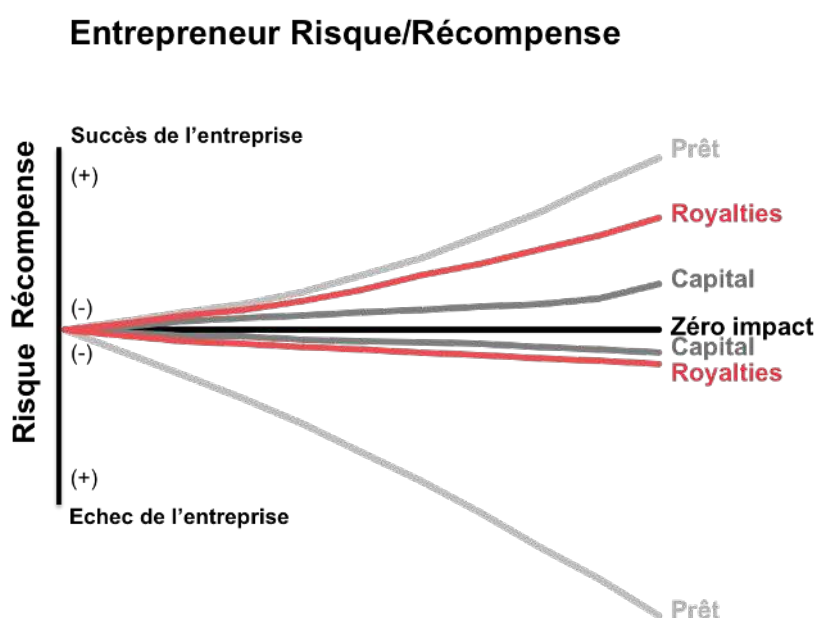 Entrepreneur Risque/Récompense
Succès de l'entreprise
(+)
Récompense
(-)
(-)
Risque
(+)
Echec de l'entreprise
Prêt
Royalties
Capital
Zéro impact
Capital
Royalties
Prêt